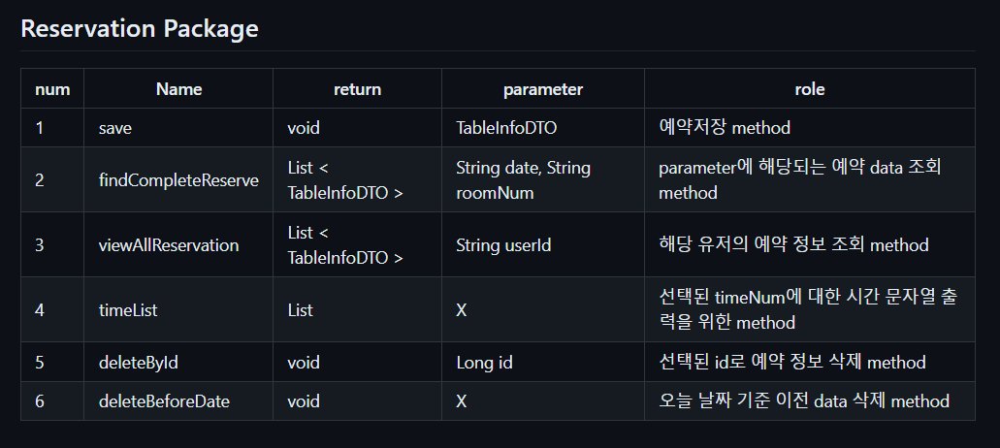 Reservation Package
num Name return parameter role
1 save void TableInfoDTO 예약저장 method
2 findCompleteReserve List < TableInfoDTO > String date, String roomNum parameter에 해당되는 예약 data 조회 method
3 viewAllReservation List < TableInfoDTO > String userId 해당 유저의 예약 정보 조회 method
4 timeList List X 선택된 timeNum에 대한 시간 문자열 출력을 위한 method
5 deleteById void Long id 선택된 id로 예약 정보 삭제 method
6 deleteBeforeDate void X 오늘 날짜 기준 이전 data 삭제 method